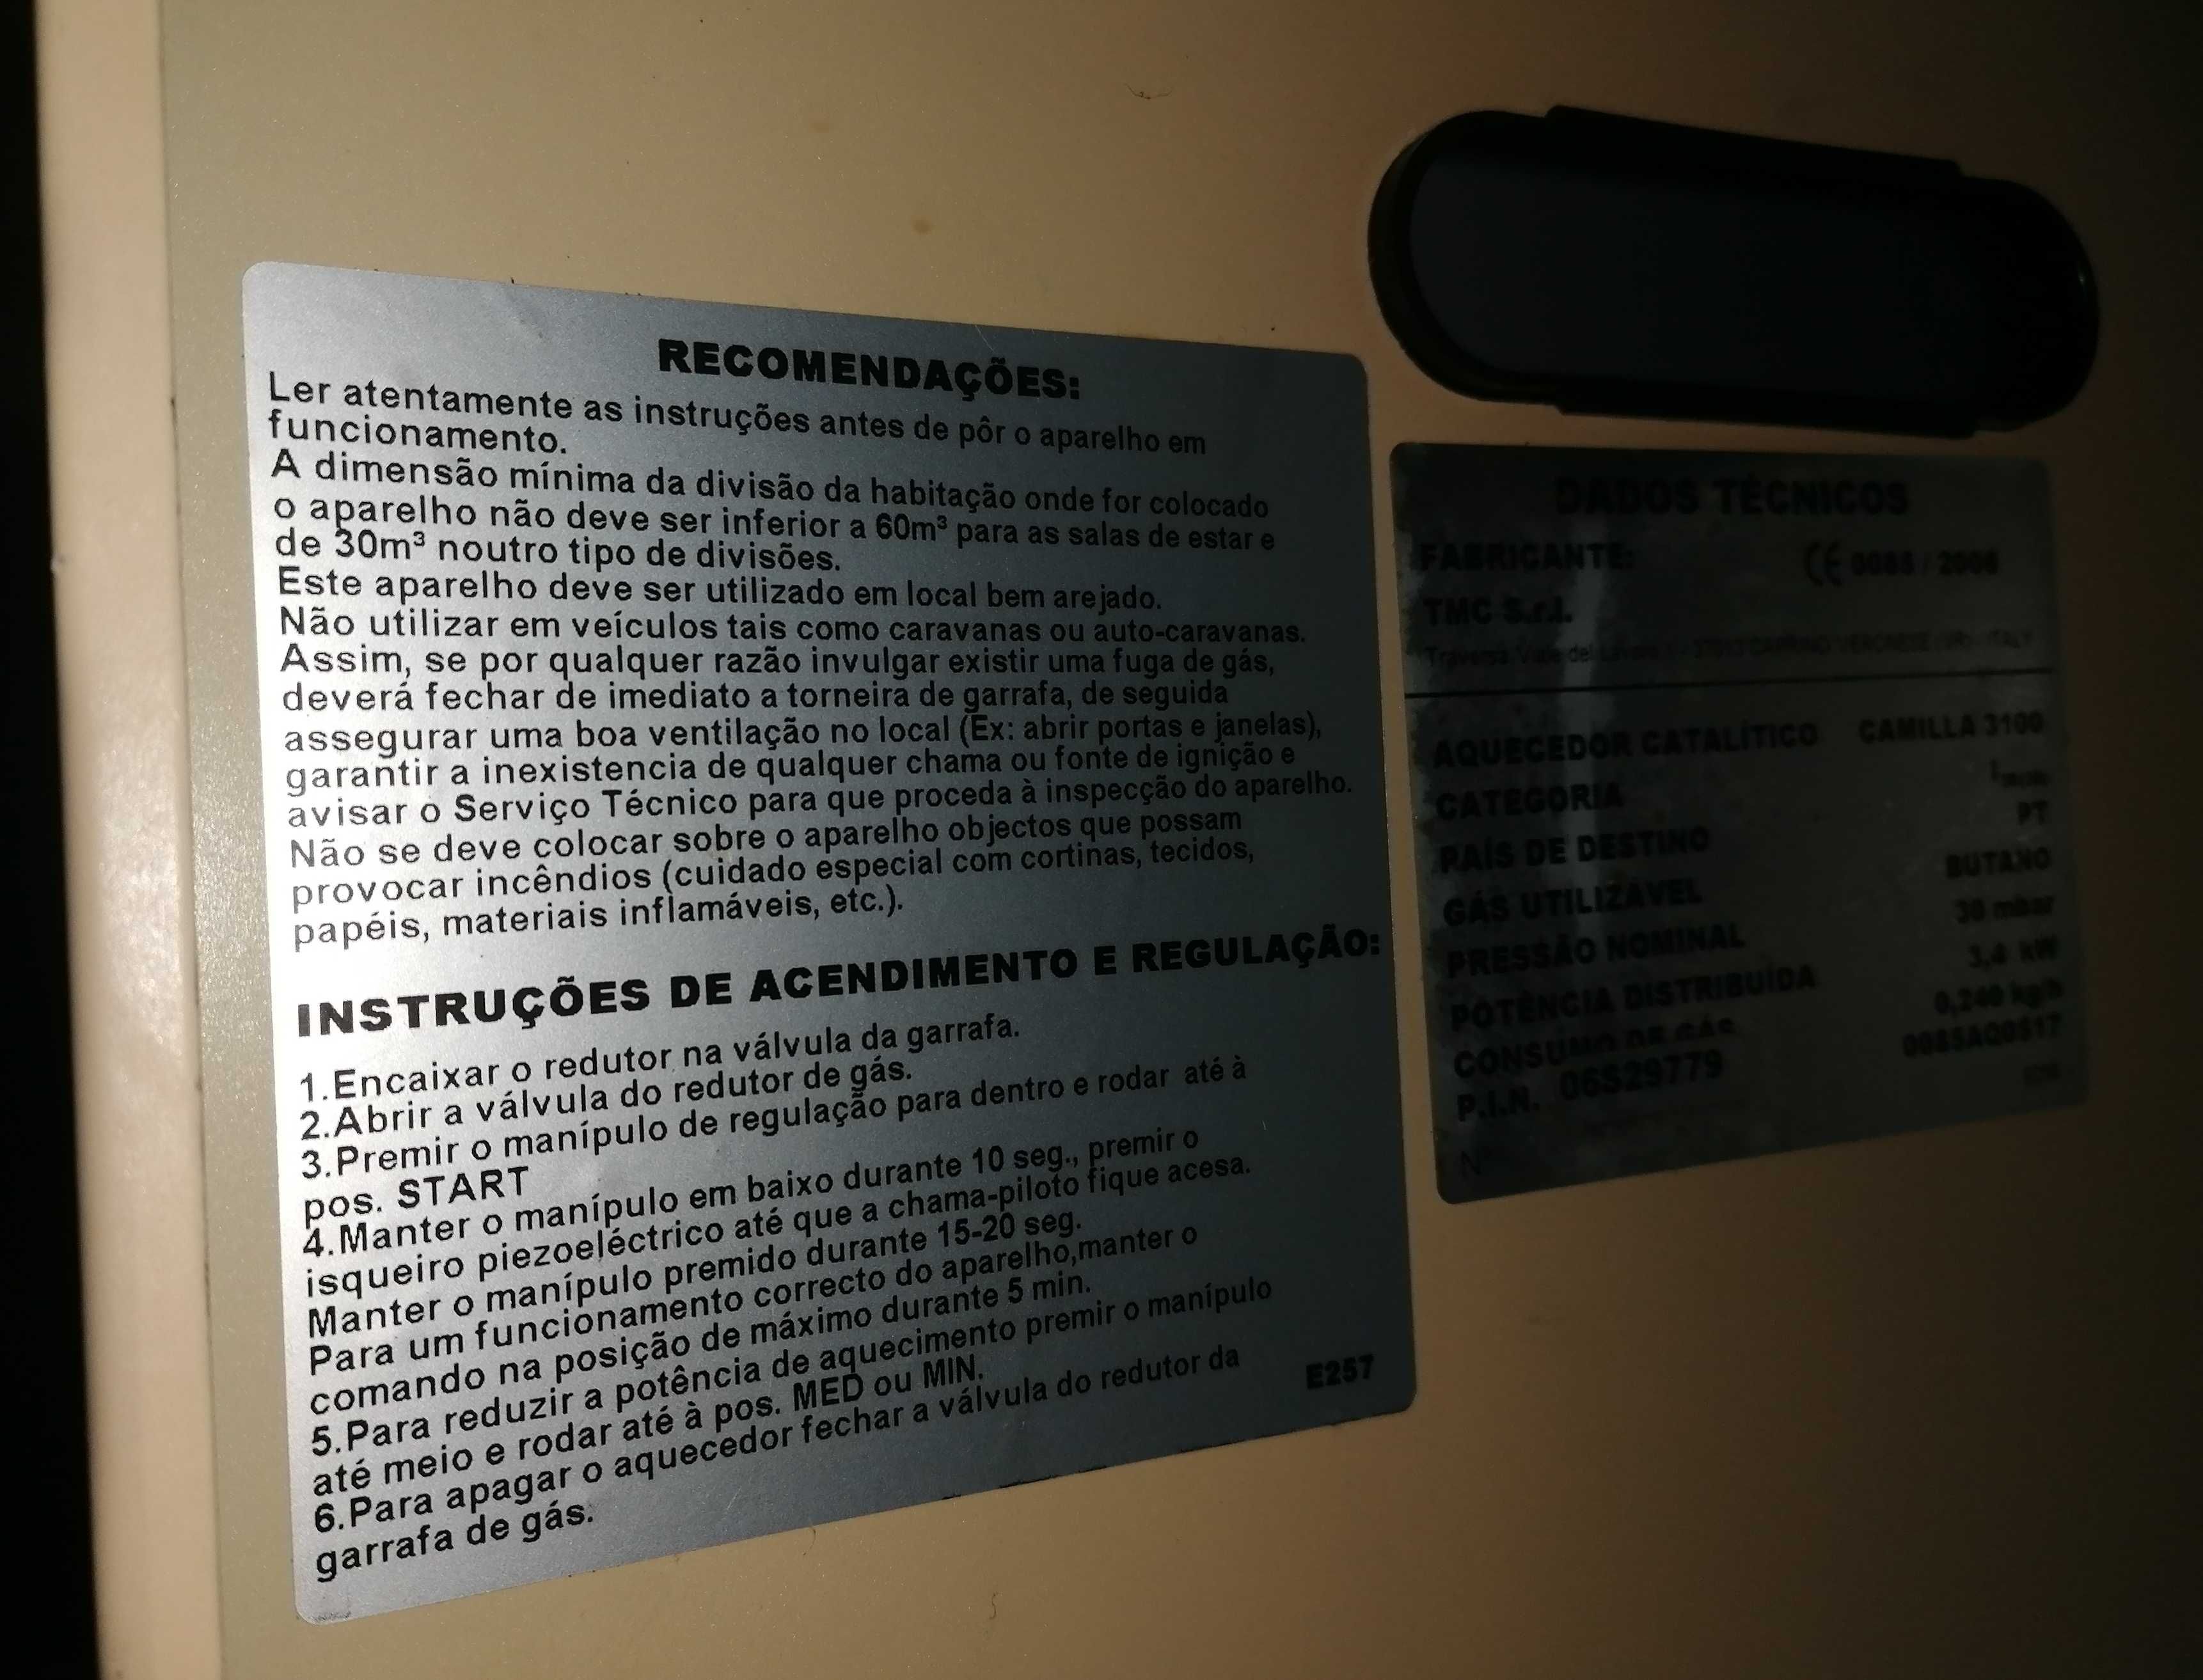 RECOMENDAÇÕES:
Ler atentamente as instruções antes de pôr o aparelho em
funcionamento.
A dimensão mínima da divisão da habitação onde for colocado
o aparelho não deve ser inferior a 60m³ para as salas de estar e
de 30m³ noutro tipo de divisões.
Este aparelho deve ser utilizado em local bem arejado.
Não utilizar em veículos tais como caravanas ou auto-caravanas.
Assim, se por qualquer razão invulgar existir uma fuga de gás,
deverá fechar de imediato a torneira de garrafa, de seguida
assegurar uma boa ventilação no local (Ex: abrir portas e janelas),
garantir a inexistencia de qualquer chama ou fonte de ignição e
avisar o Serviço Técnico para que proceda à inspecção do aparelho.
Não se deve colocar sobre o aparelho objectos que possam
provocar incêndios (cuidado especial com cortinas, tecidos,
papéis, materiais inflamáveis, etc.).
INSTRUÇÕES DE ACENDIMENTO E REGULAÇÃO:
1.Encaixar o redutor na válvula da garrafa.
2.Abrir a válvula do redutor de gás.
3.Premir o manípulo de regulação para dentro e rodar até à
pos. START
4.Manter o manípulo em baixo durante 10 seg., premir o
isqueiro piezoeléctrico até que a chama-piloto fique acesa.
Manter o manípulo premido durante 15-20 seg.
Para um funcionamento correcto do aparelho,manter o
comando na posição de máximo durante 5 min.
5.Para reduzir a potência de aquecimento premir o manípulo
até meio e rodar até à pos. MED ou MIN.
6.Para apagar o aquecedor fechar a válvula do redutor da
garrafa de gás.
E257
DADOS TÉCNICOS
FABRICANTE: CE 0085 / 2006
TMC S.r.l.
AQUECEDOR CATALÍTICO CAMILLA 3100
CATEGORIA
PAÍS DE DESTINO PT
GÁS UTILIZÁVEL BUTANO
PRESSÃO NOMINAL 30 mbar
POTÊNCIA DISTRIBUÍDA 3,4 kW
CONSUMO DE GÁS 0,240 kg/h
P.I.N. 06529779 0085AQ0517